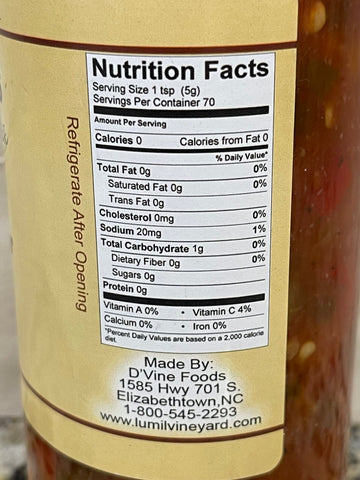 Nutrition Facts
Serving Size 1 tsp (5g)
Servings Per Container 70
Amount Per Serving
Calories 0 Calories from Fat 0
% Daily Value*
Total Fat 0g 0%
Saturated Fat 0g 0%
Trans Fat 0g
Cholesterol 0mg 0%
Sodium 20mg 1%
Total Carbohydrate 1g 0%
Dietary Fiber 0g 0%
Sugars 0g
Protein 0g
Vitamin A 0% • Vitamin C 4%
Calcium 0% • Iron 0%
*Percent Daily Values are based on a 2,000 calorie
diet.
Refrigerate After Opening
Made By:
D'Vine Foods
1585 Hwy 701 S.
Elizabethtown,NC
1-800-545-2293
www.lumilvineyard.com